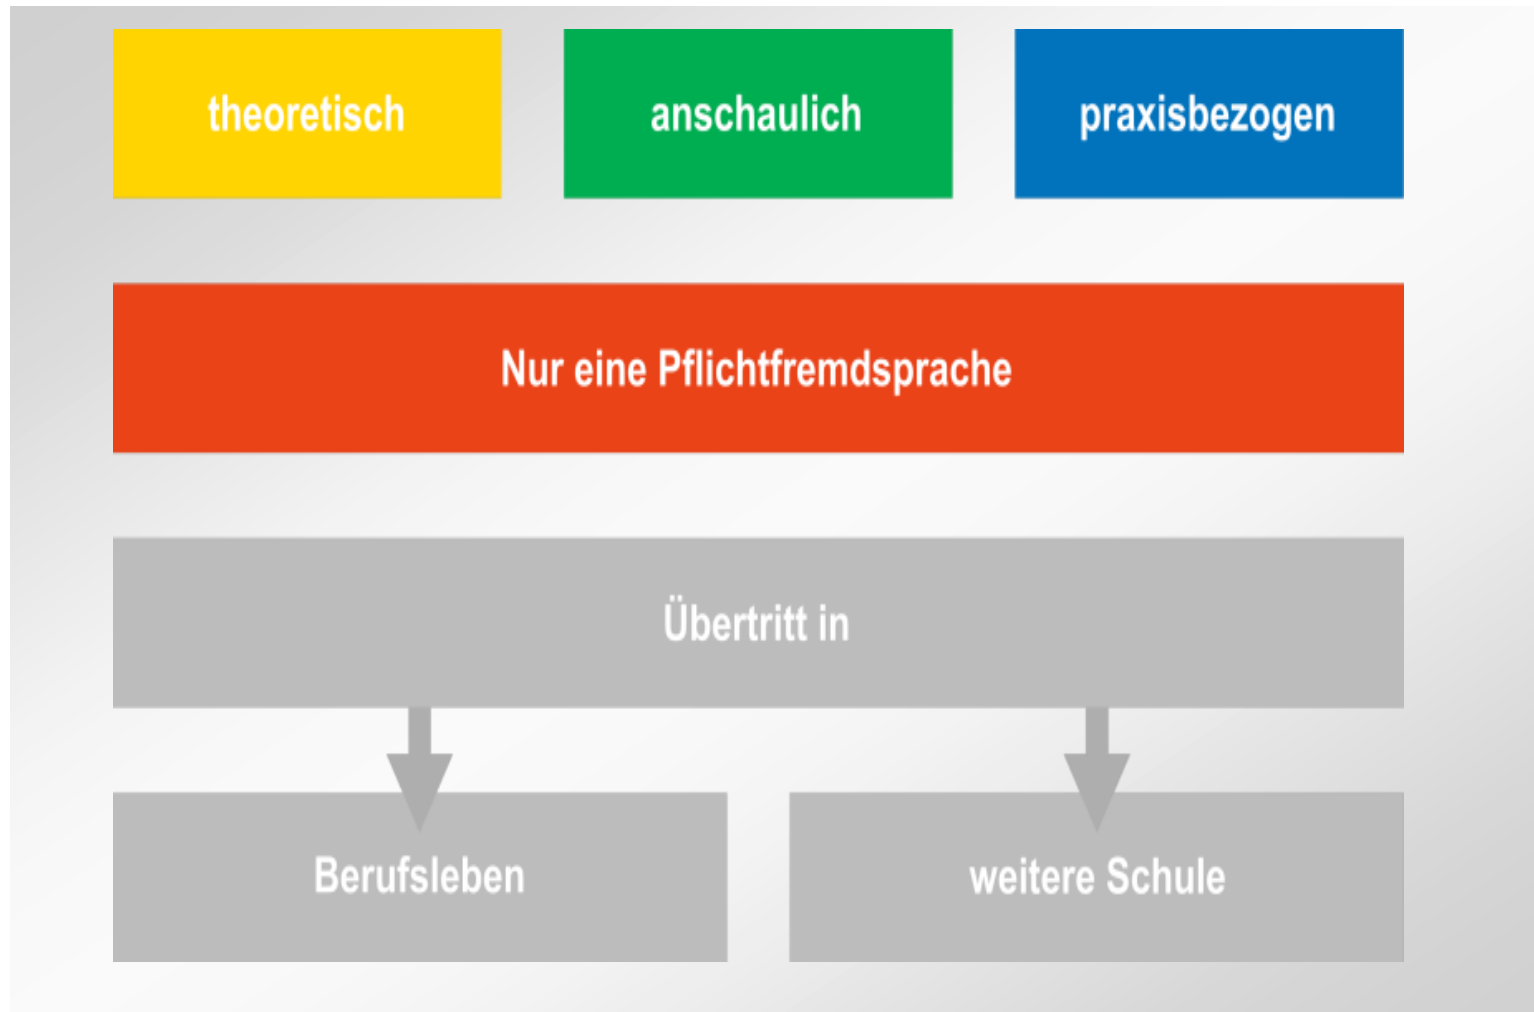 theoretisch
anschaulich
praxisbezogen
Nur eine Pflichtfremdsprache
Übertritt in
Berufsleben
weitere Schule